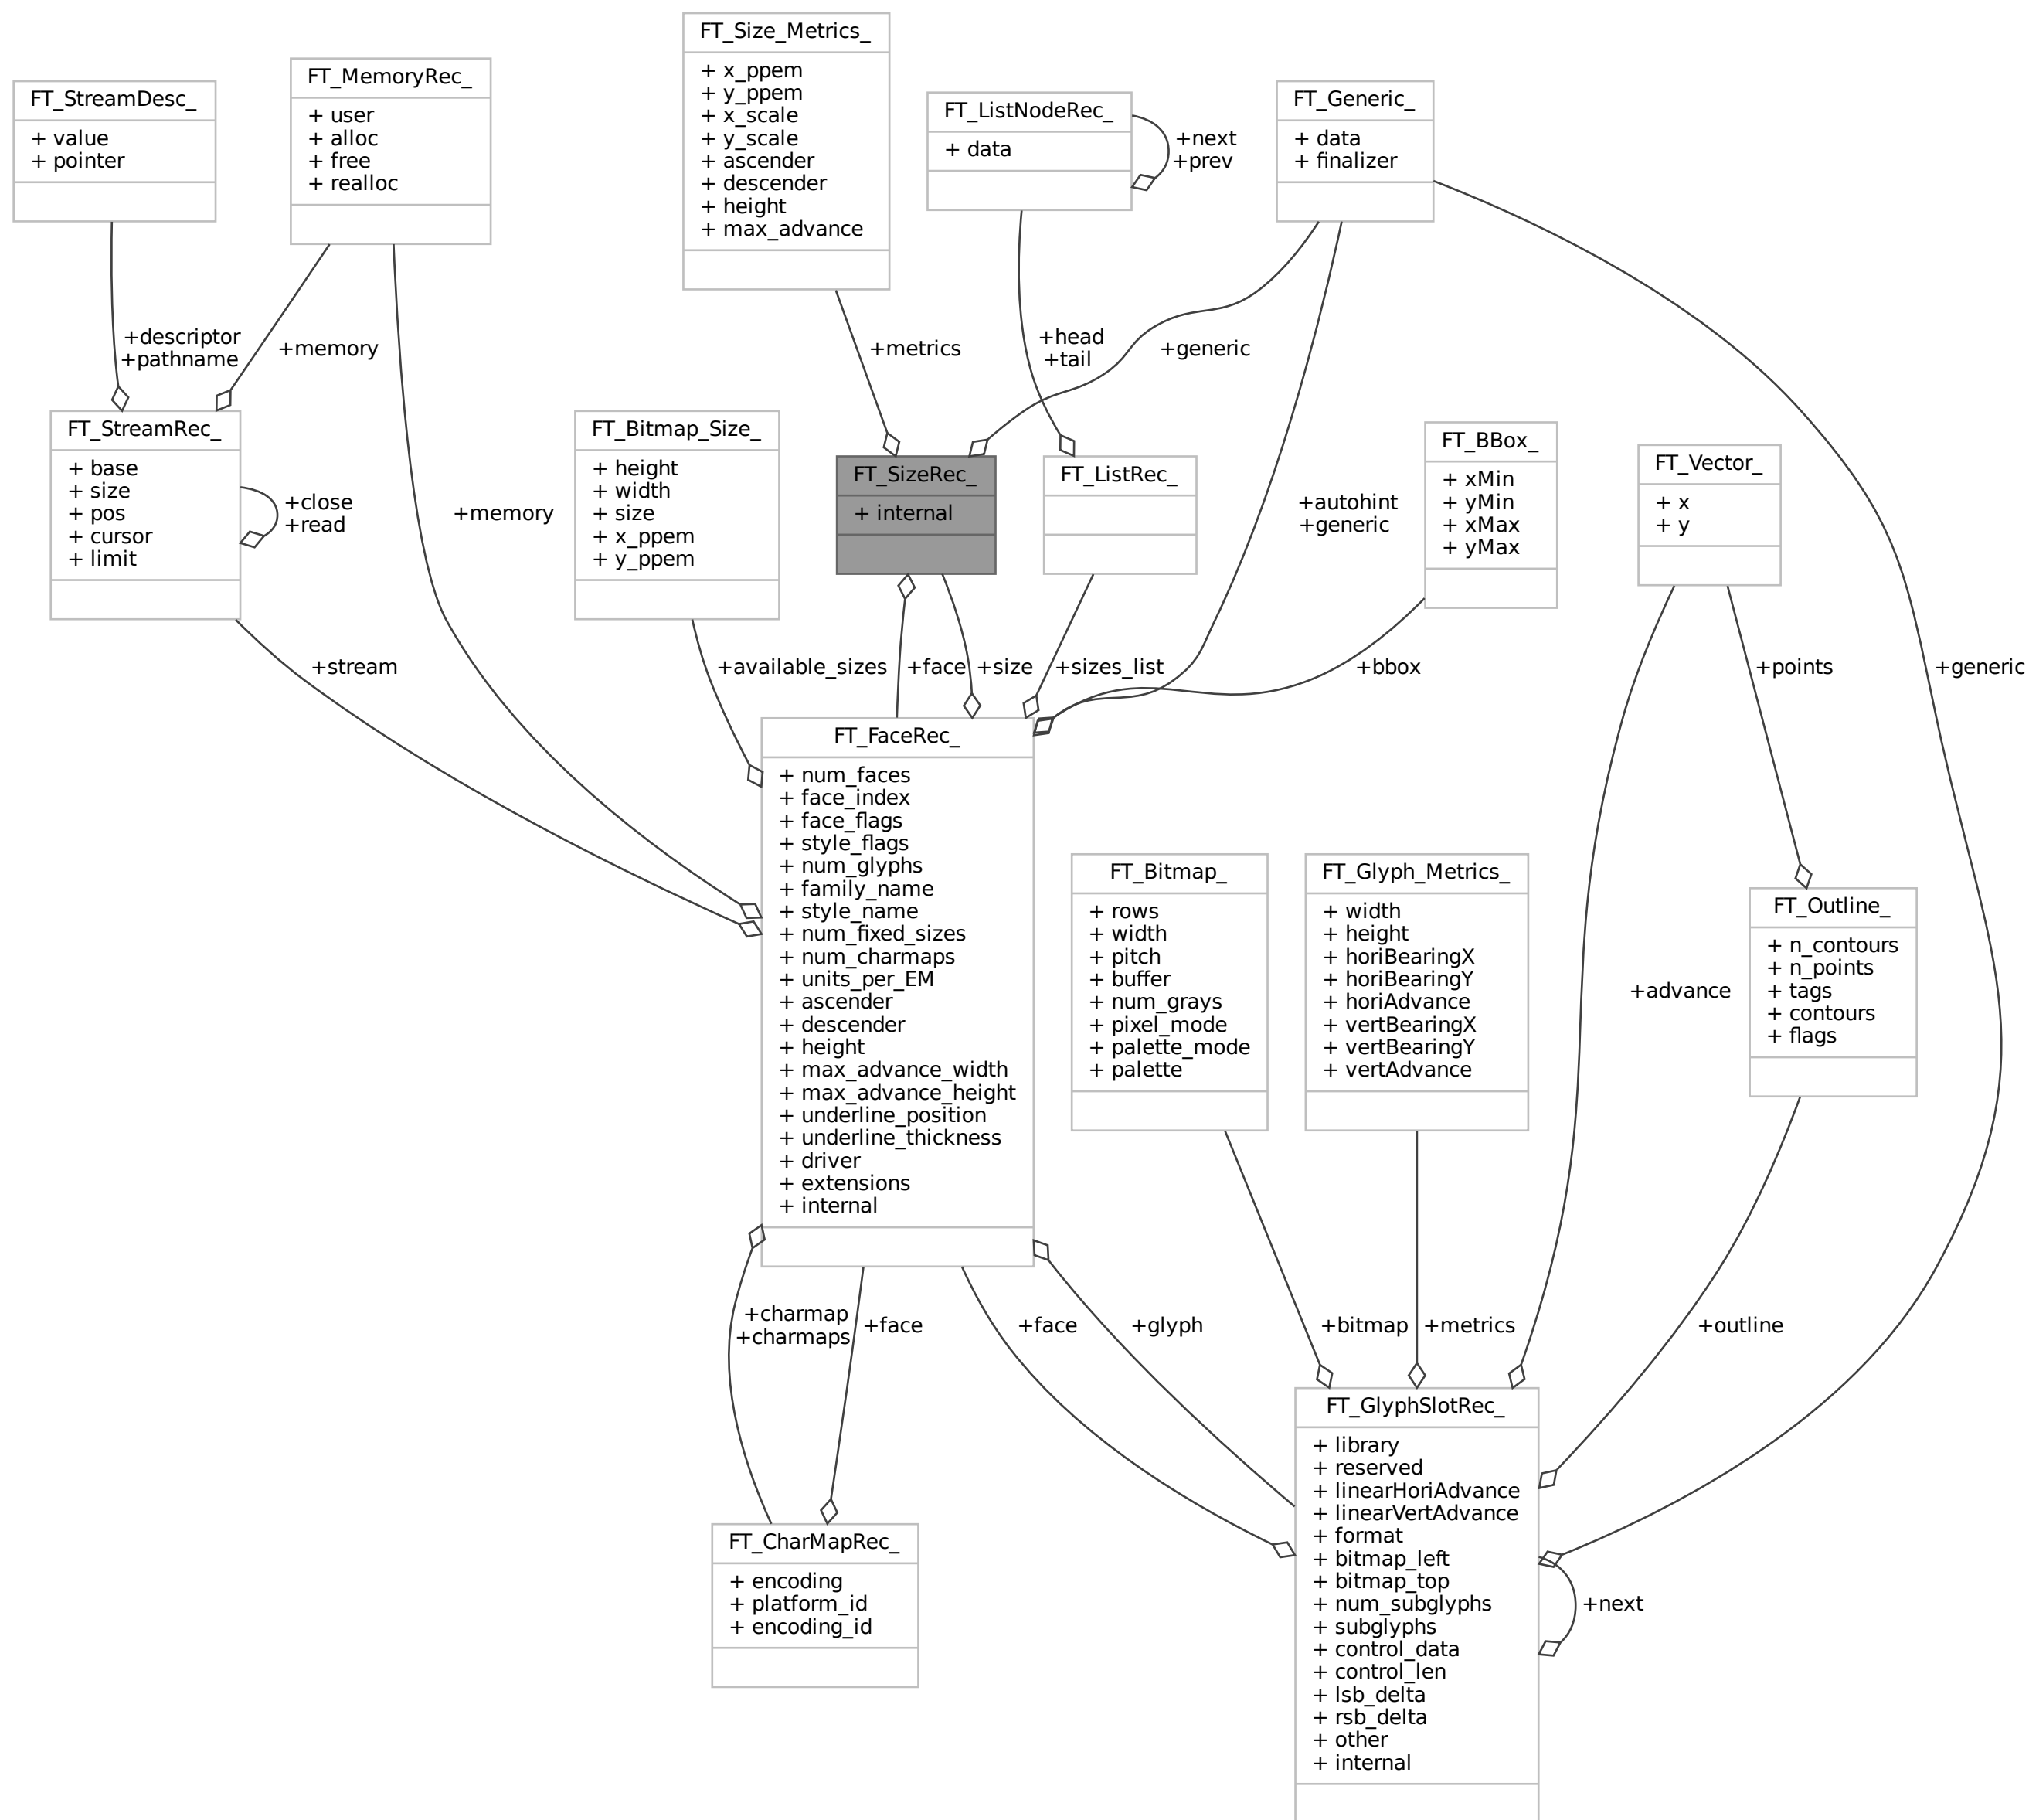 FT_Size_Metrics_
+ x_ppem
+ y_ppem
+ x_scale
+ y_scale
+ ascender
+ descender
+ height
+ max_advance
FT_MemoryRec_
+ user
+ alloc
+ free
+ realloc
FT_StreamDesc_
+ value
+ pointer
FT_ListNodeRec_
+ data
+next
+prev
FT_Generic_
+ data
+ finalizer
+descriptor
+pathname
+memory
+metrics
+head
+tail
+generic
FT_StreamRec_
+ base
+ size
+ pos
+ cursor
+ limit
+close
+read
+memory
FT_Bitmap_Size_
+ height
+ width
+ size
+ x_ppem
+ y_ppem
FT_SizeRec_
+ internal
FT_ListRec_
+autohint
+generic
FT_BBox_
+ xMin
+ yMin
+ xMax
+ yMax
FT_Vector_
+ x
+ y
+stream
+available_sizes
+face
+size
+sizes_list
+bbox
+points
+generic
FT_FaceRec_
+ num_faces
+ face_index
+ face_flags
+ style_flags
+ num_glyphs
+ family_name
+ style_name
+ num_fixed_sizes
+ num_charmaps
+ units_per_EM
+ ascender
+ descender
+ height
+ max_advance_width
+ max_advance_height
+ underline_position
+ underline_thickness
+ driver
+ extensions
+ internal
FT_Bitmap_
+ rows
+ width
+ pitch
+ buffer
+ num_grays
+ pixel_mode
+ palette_mode
+ palette
FT_Glyph_Metrics_
+ width
+ height
+ horiBearingX
+ horiBearingY
+ horiAdvance
+ vertBearingX
+ vertBearingY
+ vertAdvance
+advance
FT_Outline_
+ n_contours
+ n_points
+ tags
+ contours
+ flags
+charmap
+charmaps
+face
+face
+glyph
+bitmap
+metrics
+outline
FT_GlyphSlotRec_
+ library
+ reserved
+ linearHoriAdvance
+ linearVertAdvance
+ format
+ bitmap_left
+ bitmap_top
+ num_subglyphs
+ subglyphs
+ control_data
+ control_len
+ lsb_delta
+ rsb_delta
+ other
+ internal
+next
FT_CharMapRec_
+ encoding
+ platform_id
+ encoding_id